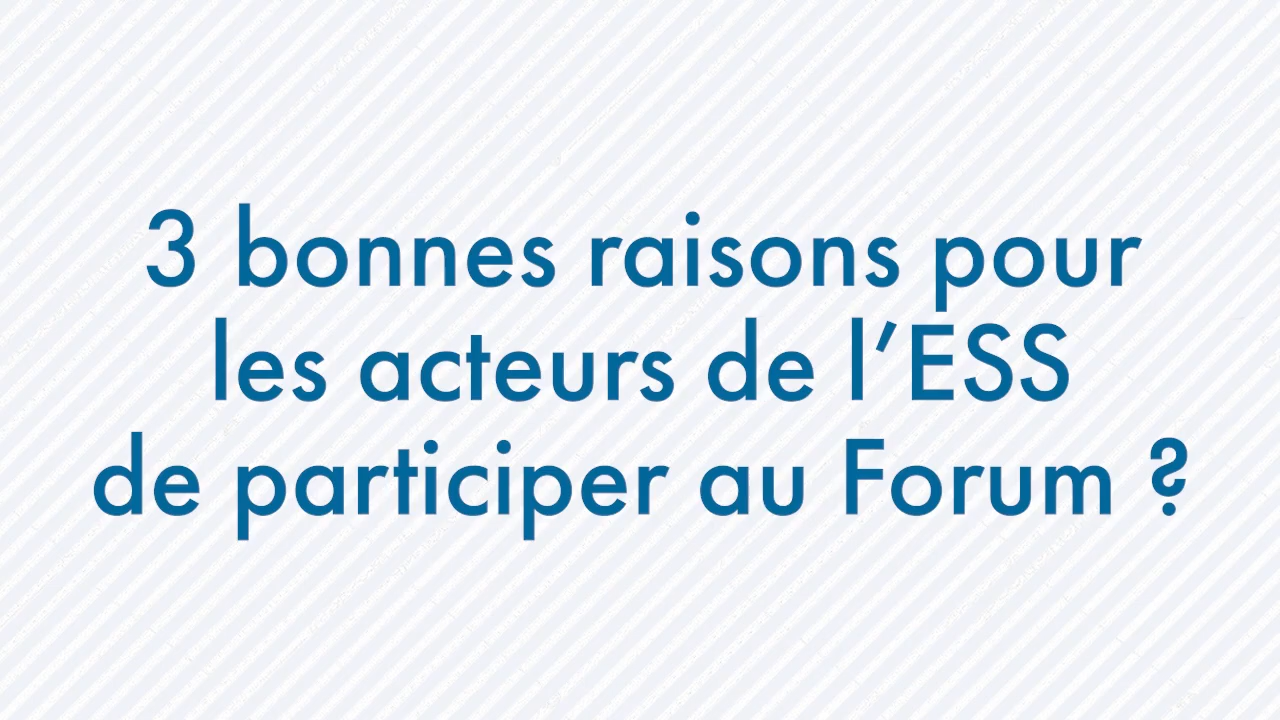 3 bonnes raisons pour
les acteurs de l’ESS
de participer au Forum ?